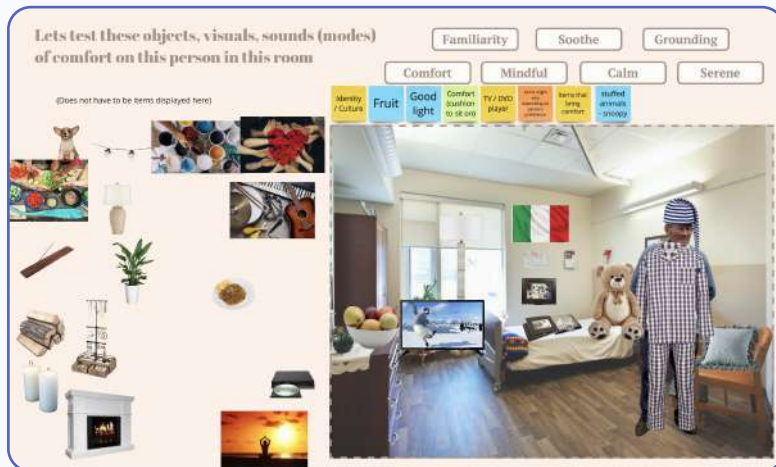 Lets test these objects, visuals, sounds (modes)
of comfort on this person in this room
Familiarity
Soothe
Grounding
Comfort
Mindful
Calm
Serene
(Does not have to be items displayed here)
Identity
/ Culture
Fruit
Good
light
Comfort
(cushion
to sit on)
TV / DVD
player
Items that
bring
comfort
stuffed
animals
- snoopy